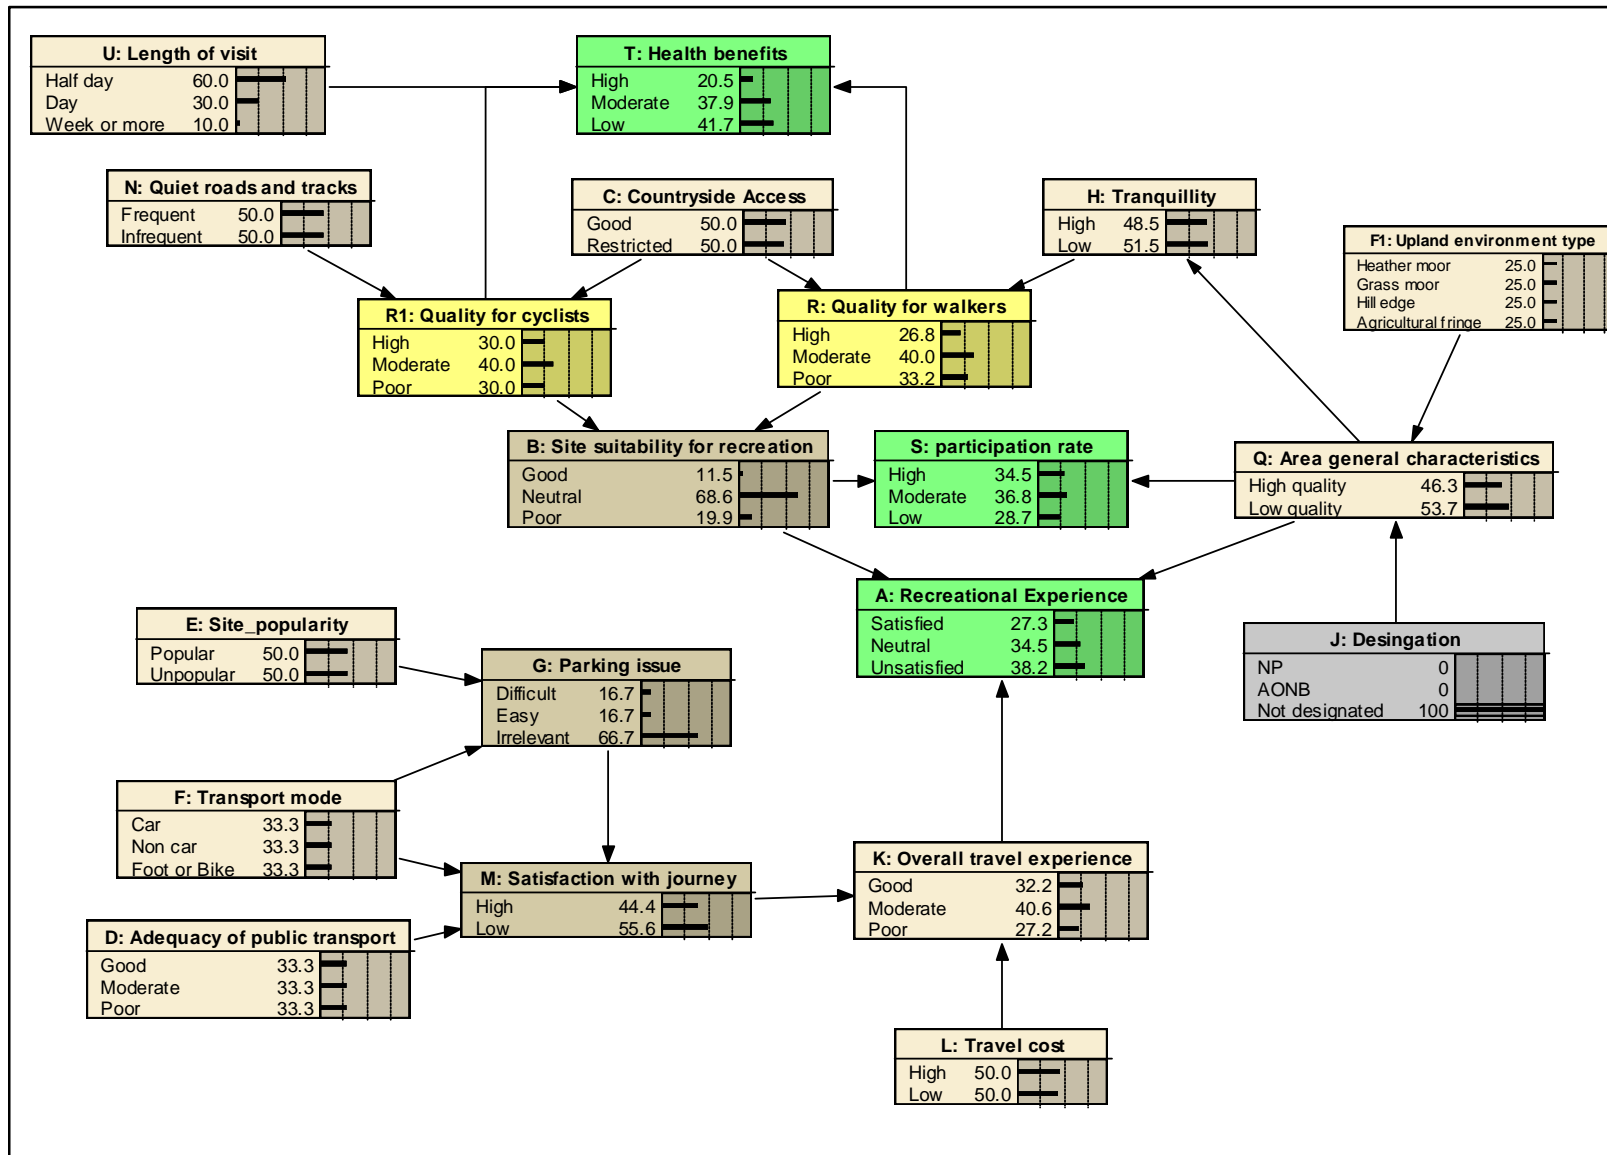 U: Length of visit
Half day 60.0
Day 30.0
Week or more 10.0
T: Health benefits
High 20.5
Moderate 37.9
Low 41.7
N: Quiet roads and tracks
Frequent 50.0
Infrequent 50.0
C: Countryside Access
Good 50.0
Restricted 50.0
H: Tranquillity
High 48.5
Low 51.5
F1: Upland environment type
Heather moor 25.0
Grass moor 25.0
Hill edge 25.0
Agricultural fringe 25.0
R1: Quality for cyclists
High 30.0
Moderate 40.0
Poor 30.0
R: Quality for walkers
High 26.8
Moderate 40.0
Poor 33.2
B: Site suitability for recreation
Good 11.5
Neutral 68.6
Poor 19.9
S: participation rate
High 34.5
Moderate 36.8
Low 28.7
Q: Area general characteristics
High quality 46.3
Low quality 53.7
A: Recreational Experience
Satisfied 27.3
Neutral 34.5
Unsatisfied 38.2
E: Site_popularity
Popular 50.0
Unpopular 50.0
G: Parking issue
Difficult 16.7
Easy 16.7
Irrelevant 66.7
J: Desingation
NP 0
AONB 0
Not designated 100
F: Transport mode
Car 33.3
Non car 33.3
Foot or Bike 33.3
M: Satisfaction with journey
High 44.4
Low 55.6
K: Overall travel experience
Good 32.2
Moderate 40.6
Poor 27.2
D: Adequacy of public transport
Good 33.3
Moderate 33.3
Poor 33.3
L: Travel cost
High 50.0
Low 50.0